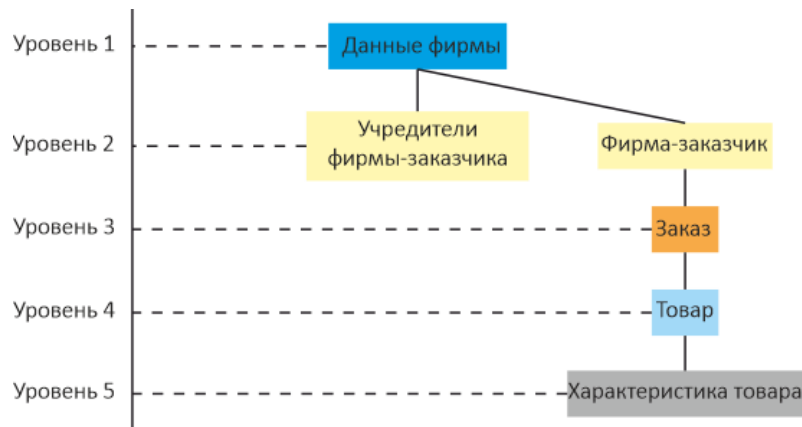 Уровень 1
Данные фирмы
Уровень 2
Учредители
фирмы-заказчика
Фирма-заказчик
Уровень 3
Заказ
Уровень 4
Товар
Уровень 5
Характеристика товара